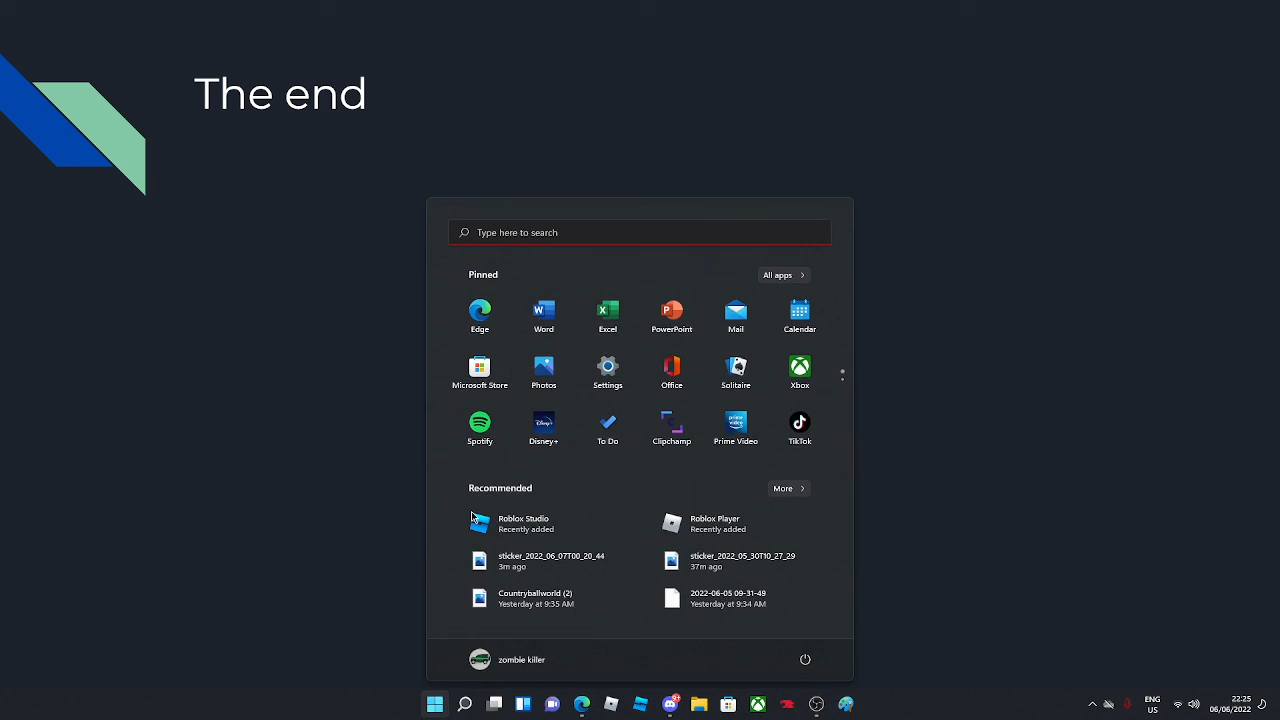 The end
Type here to search
Pinned
All apps
Edge
Word
Excel
PowerPoint
Mail
Calendar
Microsoft Store
Photos
Settings
Office
Solitaire
Xbox
Spotify
Disney+
To Do
Clipchamp
Prime Video
TikTok
Recommended
More
Roblox Studio
Recently added
Roblox Player
Recently added
sticker_2022_06_07T00_20_44
3m ago
sticker_2022_05_30T10_27_29
37m ago
Countryballworld (2)
Yesterday at 9:35 AM
2022-06-05 09-31-49
Yesterday at 9:34 AM
zombie killer
9+
ENG
US
22:25
06/06/2022